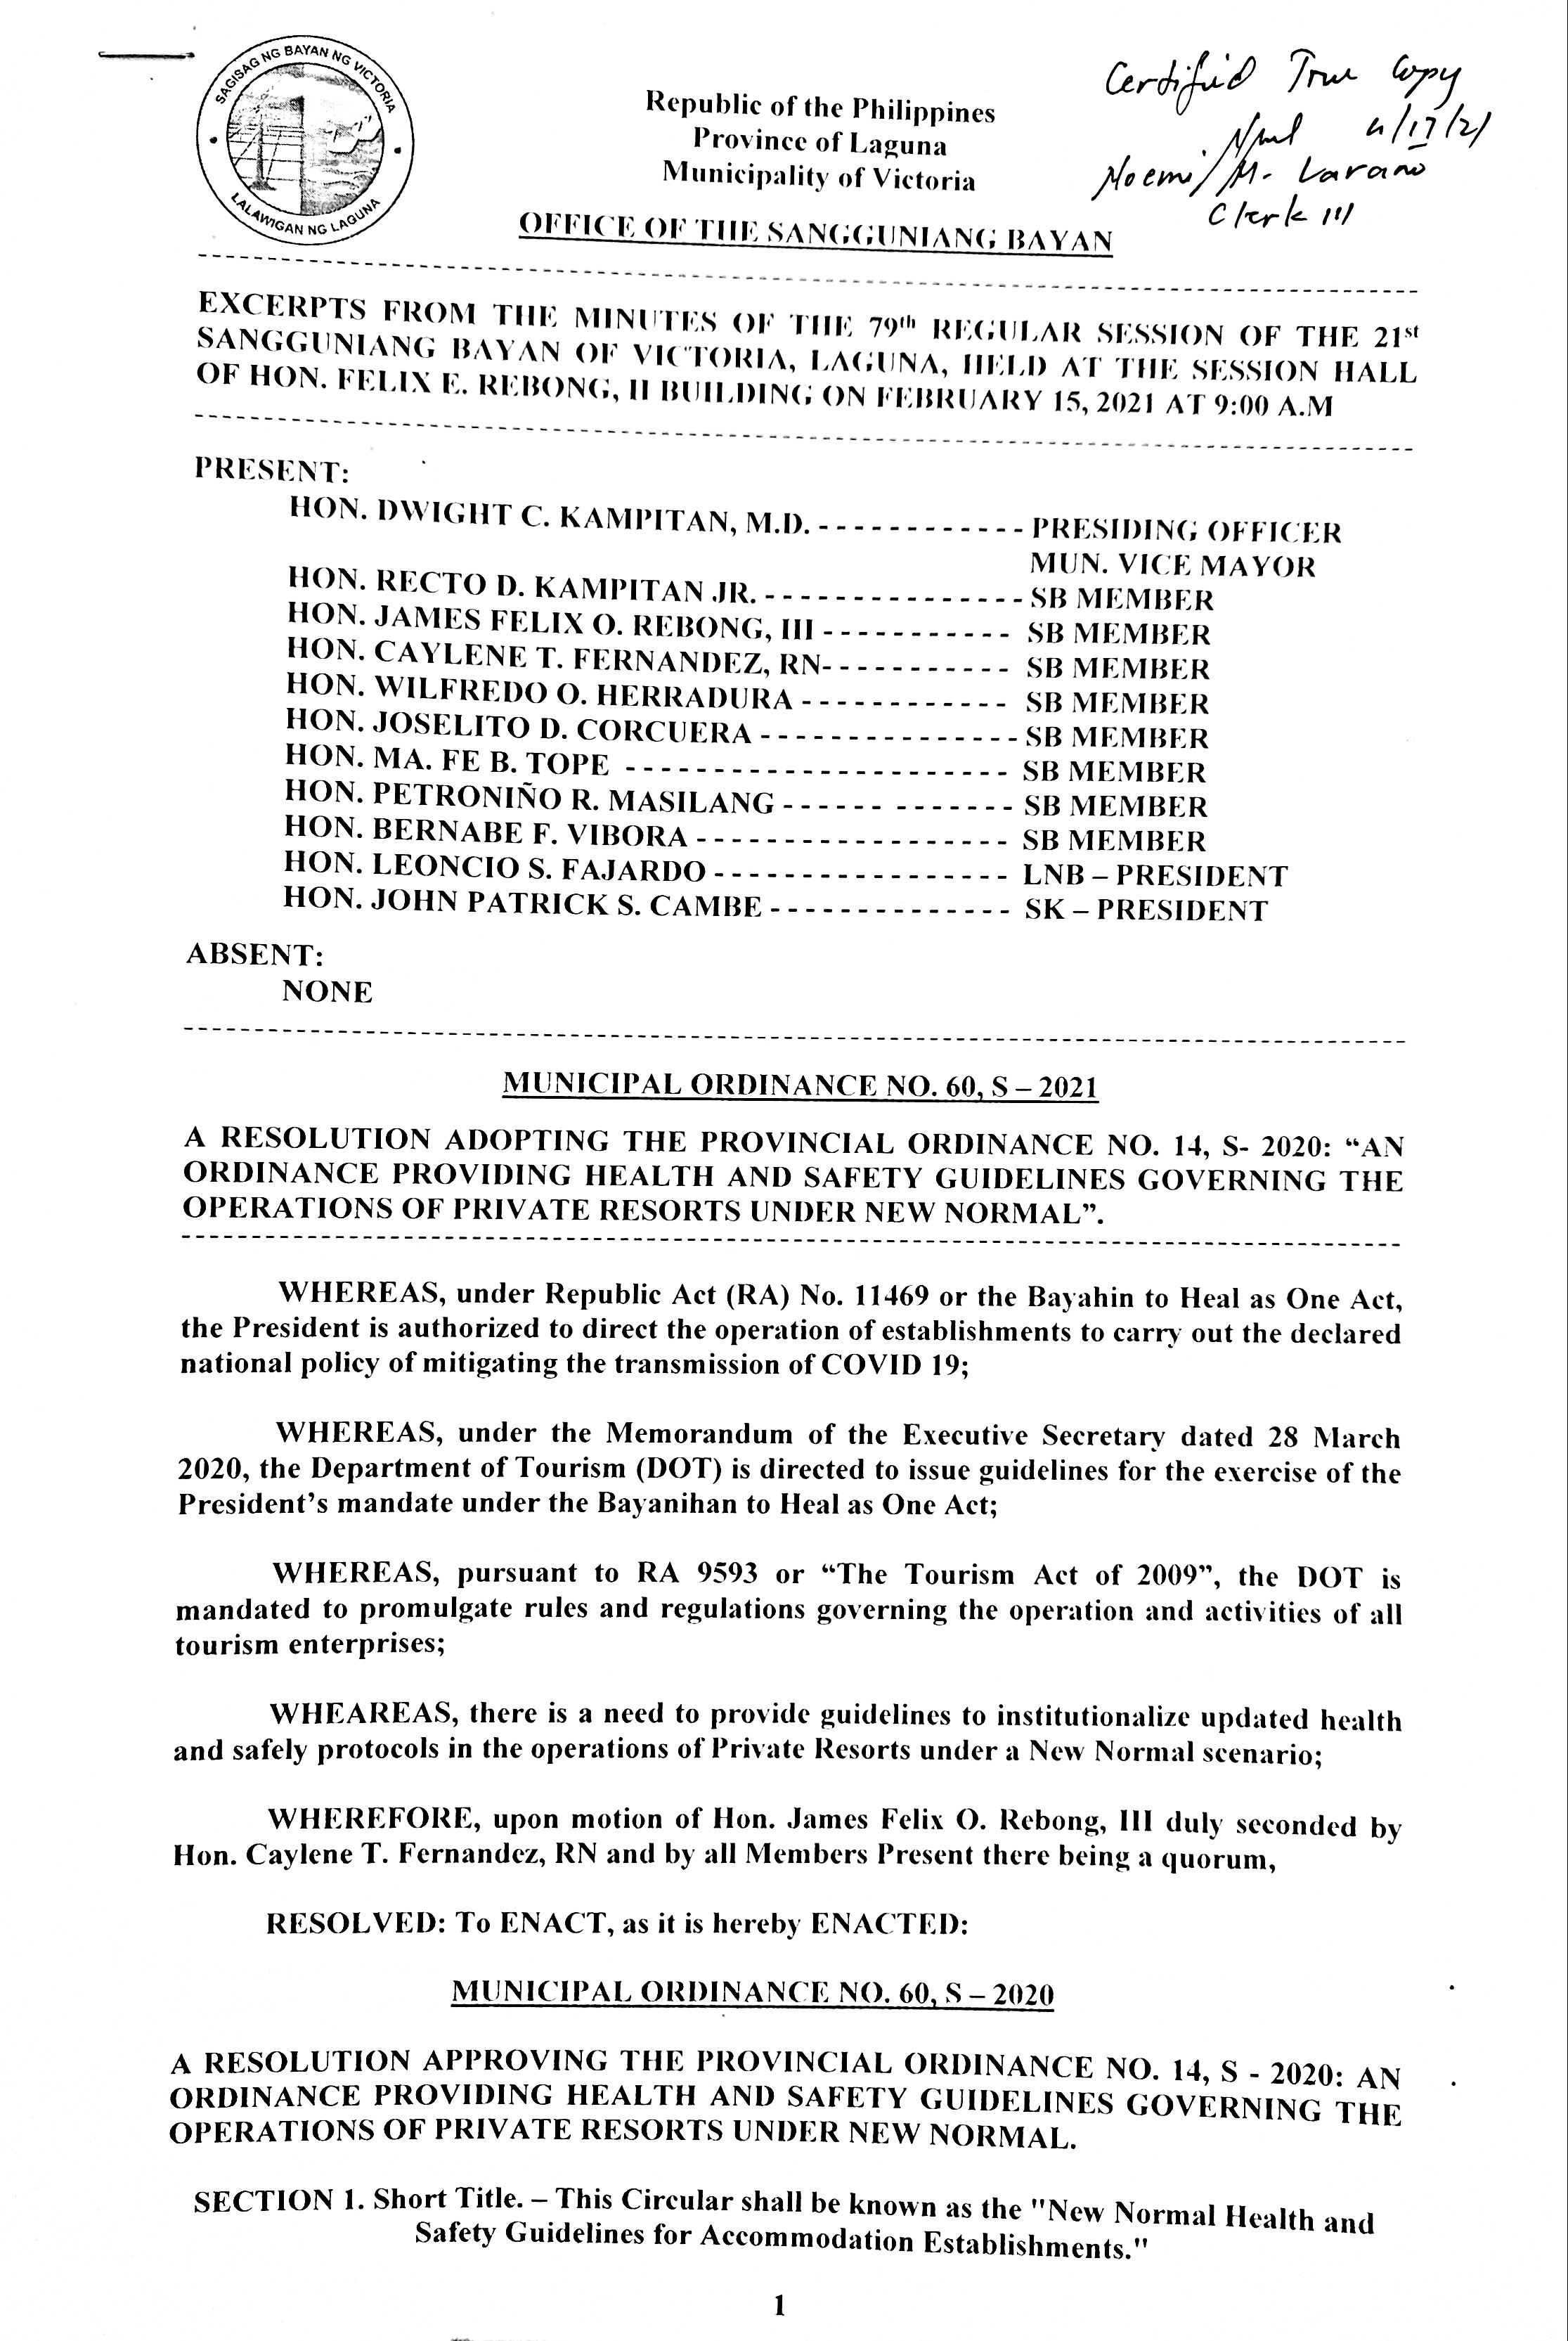 SAGISAG NG BAYAN NG VICTORIA
LALAWIGAN NG LAGUNA
Republic of the Philippines
Province of Laguna
Municipality of Victoria
OFFICE OF THE SANGGUNIANG BAYAN
Certified True Copy
/17/21
Noemi M.
Clerk III
EXCERPTS FROM THE MINUTES OF THE 79th REGULAR SESSION OF THE 21st
SANGGUNIANG BAYAN OF VICTORIA, LAGUNA, HELD AT THE SESSION HALL
OF HON. FELIX E. REBONG, II BUILDING ON FEBRUARY 15, 2021 AT 9:00 A.M
PRESENT:
HON. DWIGHT C. KAMPITAN, M.D. - - - - - - - - - - - - PRESIDING OFFICER
MUN. VICE MAYOR
HON. RECTO D. KAMPITAN JR. - - - - - - - - - - - - - - - SB MEMBER
HON. JAMES FELIX O. REBONG, III - - - - - - - - - - - SB MEMBER
HON. CAYLENE T. FERNANDEZ, RN- - - - - - - - - - - SB MEMBER
HON. WILFREDO O. HERRADURA - - - - - - - - - - - - SB MEMBER
HON. JOSELITO D. CORCUERA - - - - - - - - - - - - - - - SB MEMBER
HON. MA. FE B. TOPE - - - - - - - - - - - - - - - - - - - - - - SB MEMBER
HON. PETRONIÑO R. MASILANG - - - - - - - - - - - - - SB MEMBER
HON. BERNABE F. VIBORA - - - - - - - - - - - - - - - - - - SB MEMBER
HON. LEONCIO S. FAJARDO - - - - - - - - - - - - - - - - - LNB – PRESIDENT
HON. JOHN PATRICK S. CAMBE - - - - - - - - - - - - - - SK – PRESIDENT
ABSENT:
NONE
MUNICIPAL ORDINANCE NO. 60, S – 2021
A RESOLUTION ADOPTING THE PROVINCIAL ORDINANCE NO. 14, S- 2020: “AN
ORDINANCE PROVIDING HEALTH AND SAFETY GUIDELINES GOVERNING THE
OPERATIONS OF PRIVATE RESORTS UNDER NEW NORMAL”.
WHEREAS, under Republic Act (RA) No. 11469 or the Bayahin to Heal as One Act,
the President is authorized to direct the operation of establishments to carry out the declared
national policy of mitigating the transmission of COVID 19;
WHEREAS, under the Memorandum of the Executive Secretary dated 28 March
2020, the Department of Tourism (DOT) is directed to issue guidelines for the exercise of the
President’s mandate under the Bayanihan to Heal as One Act;
WHEREAS, pursuant to RA 9593 or “The Tourism Act of 2009”, the DOT is
mandated to promulgate rules and regulations governing the operation and activities of all
tourism enterprises;
WHEAREAS, there is a need to provide guidelines to institutionalize updated health
and safely protocols in the operations of Private Resorts under a New Normal scenario;
WHEREFORE, upon motion of Hon. James Felix O. Rebong, III duly seconded by
Hon. Caylene T. Fernandez, RN and by all Members Present there being a quorum,
RESOLVED: To ENACT, as it is hereby ENACTED:
MUNICIPAL ORDINANCE NO. 60, S – 2020
A RESOLUTION APPROVING THE PROVINCIAL ORDINANCE NO. 14, S - 2020: AN
ORDINANCE PROVIDING HEALTH AND SAFETY GUIDELINES GOVERNING THE
OPERATIONS OF PRIVATE RESORTS UNDER NEW NORMAL.
SECTION 1. Short Title. – This Circular shall be known as the "New Normal Health and
Safety Guidelines for Accommodation Establishments."
1